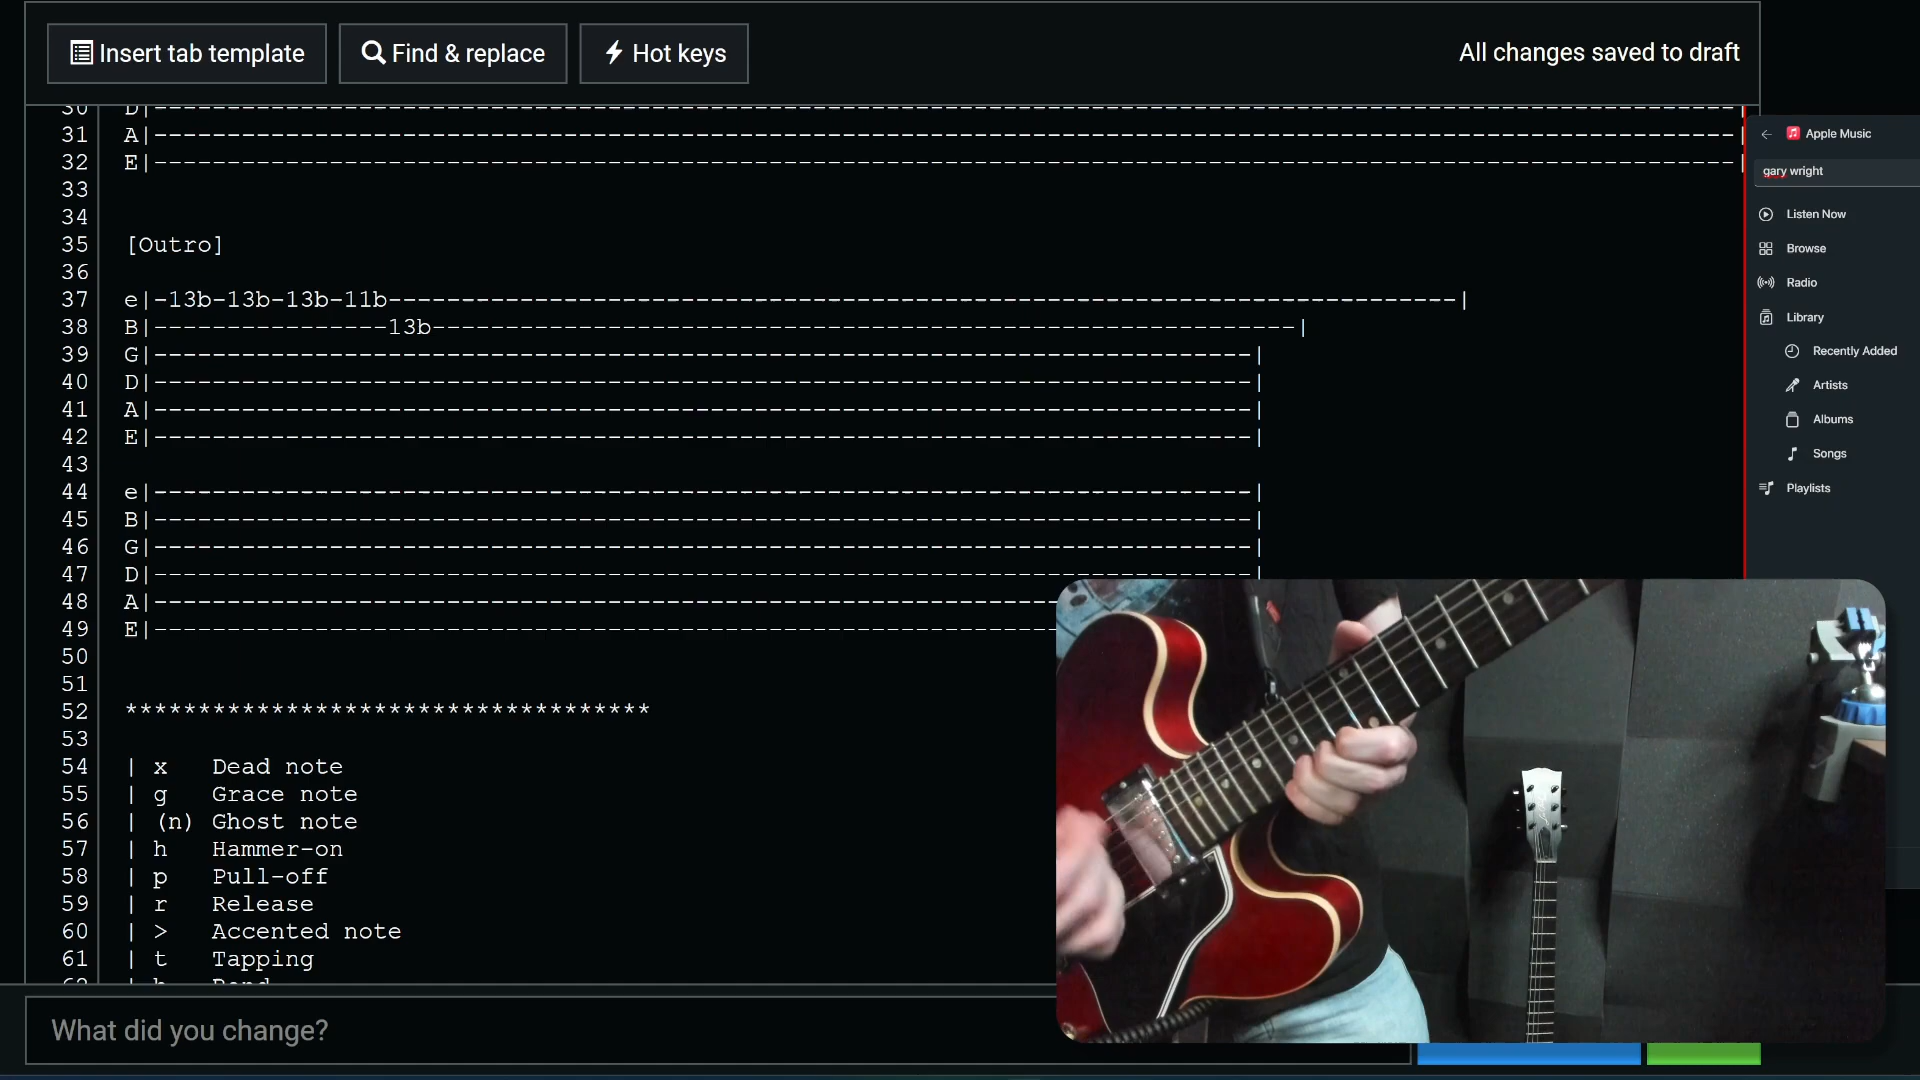 Insert tab template
Find & replace
Hot keys
All changes saved to draft
30 D|------------------------------------------------------------------------------------------------------------|
31 A|------------------------------------------------------------------------------------------------------------|
32 E|------------------------------------------------------------------------------------------------------------|
33
34
35 [Outro]
36
37 e|-13b-13b-13b-11b-------------------------------------------------------------------------|
38 B|----------------13b-----------------------------------------------------------|
39 G|---------------------------------------------------------------------------|
40 D|---------------------------------------------------------------------------|
41 A|---------------------------------------------------------------------------|
42 E|---------------------------------------------------------------------------|
43
44 e|---------------------------------------------------------------------------|
45 B|---------------------------------------------------------------------------|
46 G|---------------------------------------------------------------------------|
47 D|---------------------------------------------------------------------------|
48 A|--------------------------------------------------------------
49 E|--------------------------------------------------------------
50
51
52 ************************************
53
54 | x Dead note
55 | g Grace note
56 | (n) Ghost note
57 | h Hammer-on
58 | p Pull-off
59 | r Release
60 | > Accented note
61 | t Tapping
62 | b Bend
What did you change?
Apple Music
gary wright
Listen Now
Browse
Radio
Library
Recently Added
Artists
Albums
Songs
Playlists